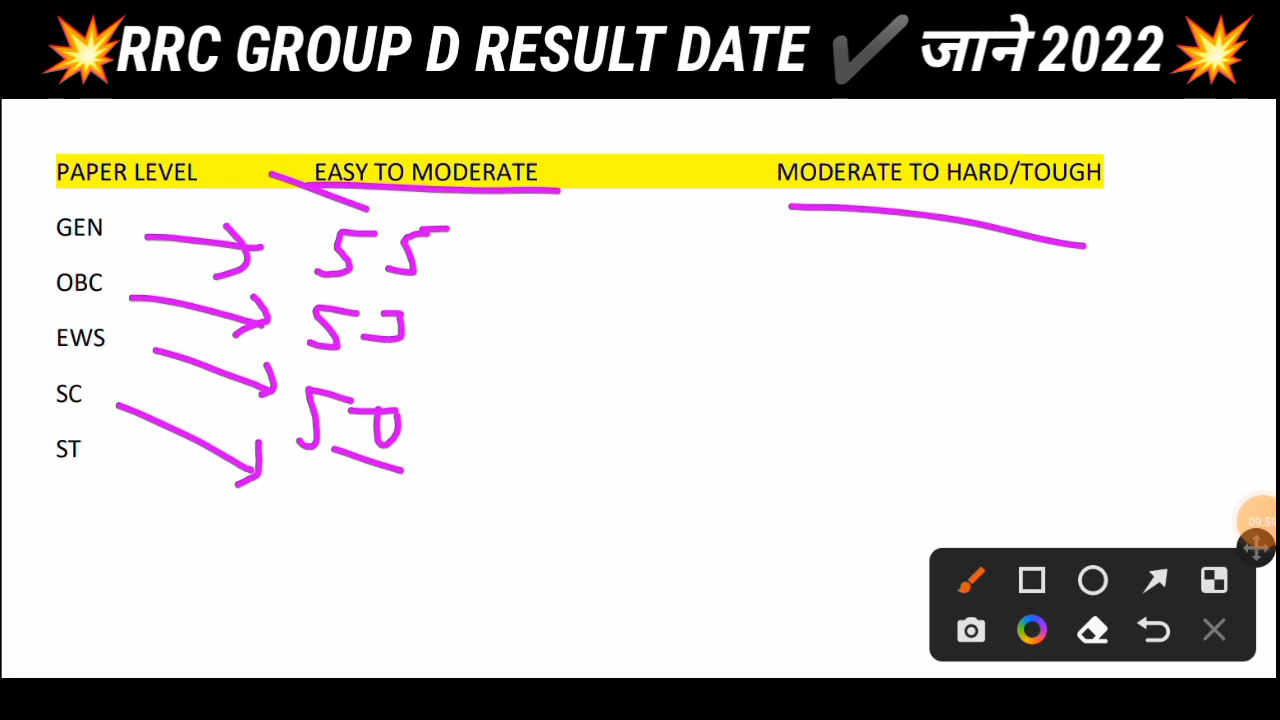 💥RRC GROUP D RESULT DATE ✔ जाने 2022💥
PAPER LEVEL EASY TO MODERATE MODERATE TO HARD/TOUGH
GEN 55
OBC
EWS
SC 50
ST